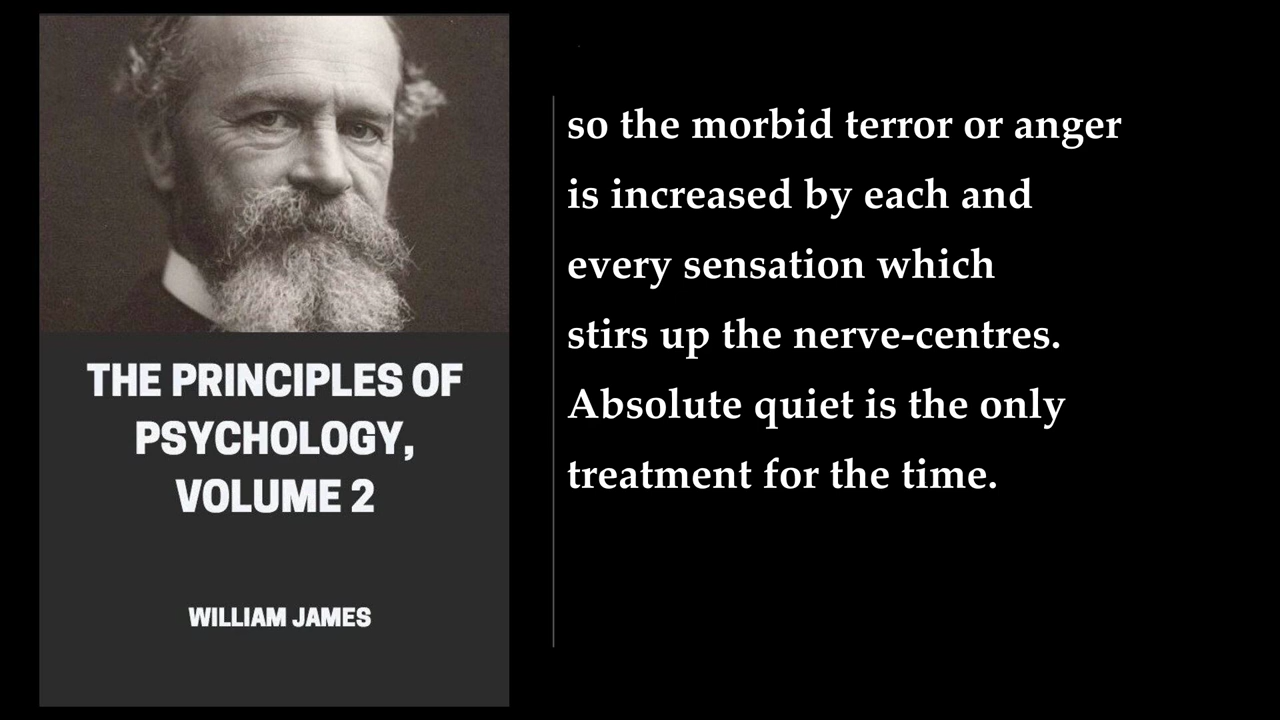 THE PRINCIPLES OF
PSYCHOLOGY,
VOLUME 2
WILLIAM JAMES
so the morbid terror or anger
is increased by each and
every sensation which
stirs up the nerve-centres.
Absolute quiet is the only
treatment for the time.